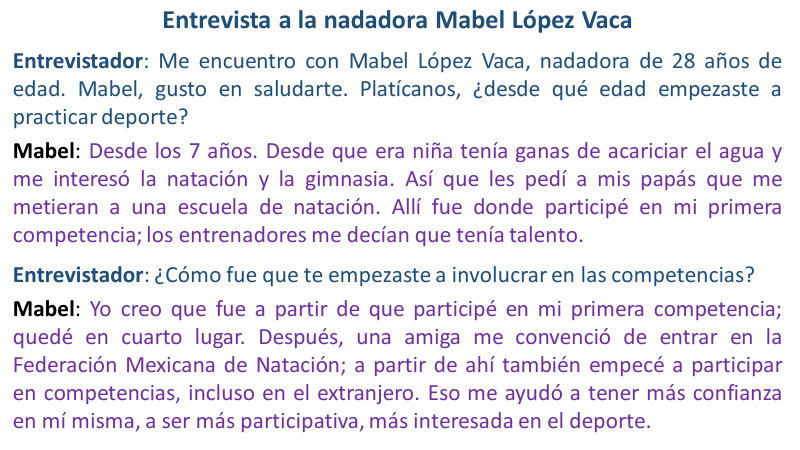 Entrevista a la nadadora Mabel López Vaca
Entrevistador: Me encuentro con Mabel López Vaca, nadadora de 28 años de
edad. Mabel, gusto en saludarte. Platícanos, ¿desde qué edad empezaste a
practicar deporte?
Mabel: Desde los 7 años. Desde que era niña tenía ganas de acariciar el agua y
me interesó la natación y la gimnasia. Así que les pedí a mis papás que me
metieran a una escuela de natación. Allí fue donde participé en mi primera
competencia; los entrenadores me decían que tenía talento.
Entrevistador: ¿Cómo fue que te empezaste a involucrar en las competencias?
Mabel: Yo creo que fue a partir de que participé en mi primera competencia;
quedé en cuarto lugar. Después, una amiga me convenció de entrar en la
Federación Mexicana de Natación; a partir de ahí también empecé a participar
en competencias, incluso en el extranjero. Eso me ayudó a tener más confianza
en mí misma, a ser más participativa, más interesada en el deporte.